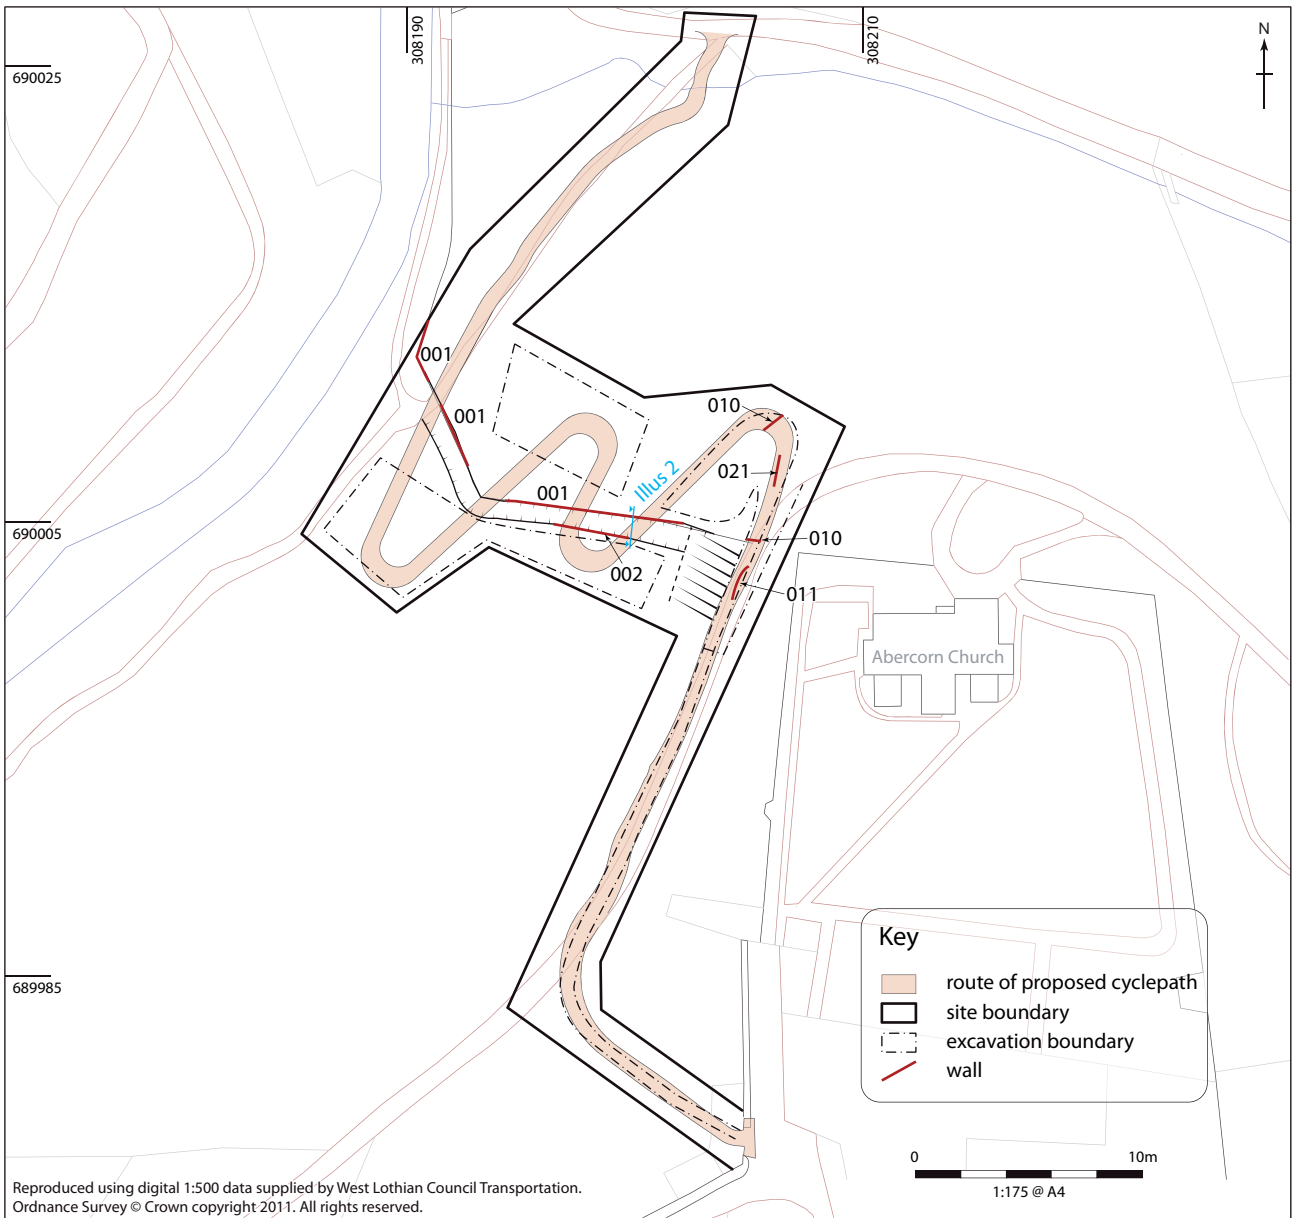 308190
308210
N
690025
001
010
001
021
Illus 2
001
690005
010
002
011
Abercorn Church
Key
689985
route of proposed cyclepath
site boundary
excavation boundary
wall
0 10m
1:175 @ A4
Reproduced using digital 1:500 data supplied by West Lothian Council Transportation.
Ordnance Survey © Crown copyright 2011. All rights reserved.